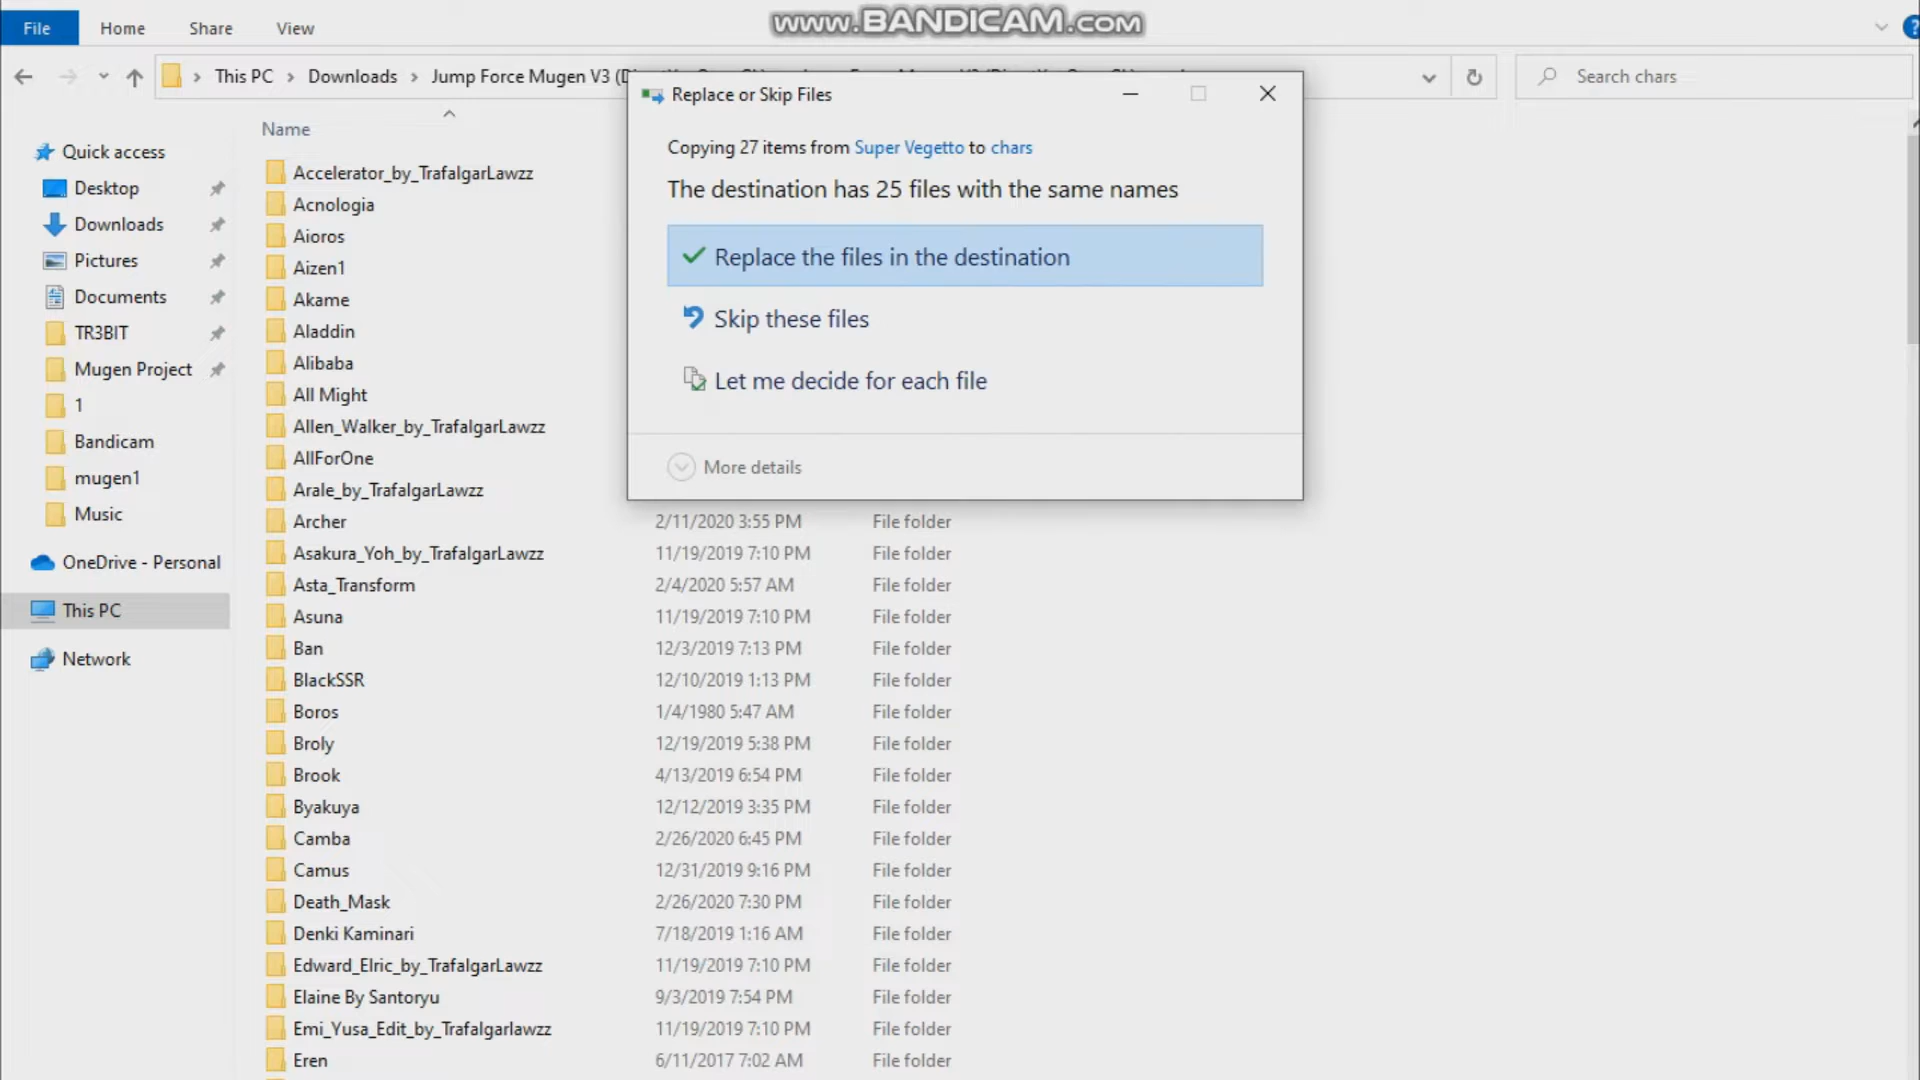 www.BANDICAM.com
File
Home
Share
View
This PC
Downloads
Jump Force Mugen V3
Search chars
Replace or Skip Files
Copying 27 items from Super Vegetto to chars
The destination has 25 files with the same names
Replace the files in the destination
Skip these files
Let me decide for each file
More details
Quick access
Desktop
Downloads
Pictures
Documents
TR3BIT
Mugen Project
1
Bandicam
mugen1
Music
OneDrive - Personal
This PC
Network
Name
Accelerator_by_TrafalgarLawzz
Acnologia
Aioros
Aizen1
Akame
Aladdin
Alibaba
All Might
Allen_Walker_by_TrafalgarLawzz
AllForOne
Arale_by_TrafalgarLawzz
Archer 2/11/2020 3:55 PM File folder
Asakura_Yoh_by_TrafalgarLawzz 11/19/2019 7:10 PM File folder
Asta_Transform 2/4/2020 5:57 AM File folder
Asuna 11/19/2019 7:10 PM File folder
Ban 12/3/2019 7:13 PM File folder
BlackSSR 12/10/2019 1:13 PM File folder
Boros 1/4/1980 5:47 AM File folder
Broly 12/19/2019 5:38 PM File folder
Brook 4/13/2019 6:54 PM File folder
Byakuya 12/12/2019 3:35 PM File folder
Camba 2/26/2020 6:45 PM File folder
Camus 12/31/2019 9:16 PM File folder
Death_Mask 2/26/2020 7:30 PM File folder
Denki Kaminari 7/18/2019 1:16 AM File folder
Edward_Elric_by_TrafalgarLawzz 11/19/2019 7:10 PM File folder
Elaine By Santoryu 9/3/2019 7:54 PM File folder
Emi_Yusa_Edit_by_Trafalgarlawzz 11/19/2019 7:10 PM File folder
Eren 6/11/2017 7:02 AM File folder